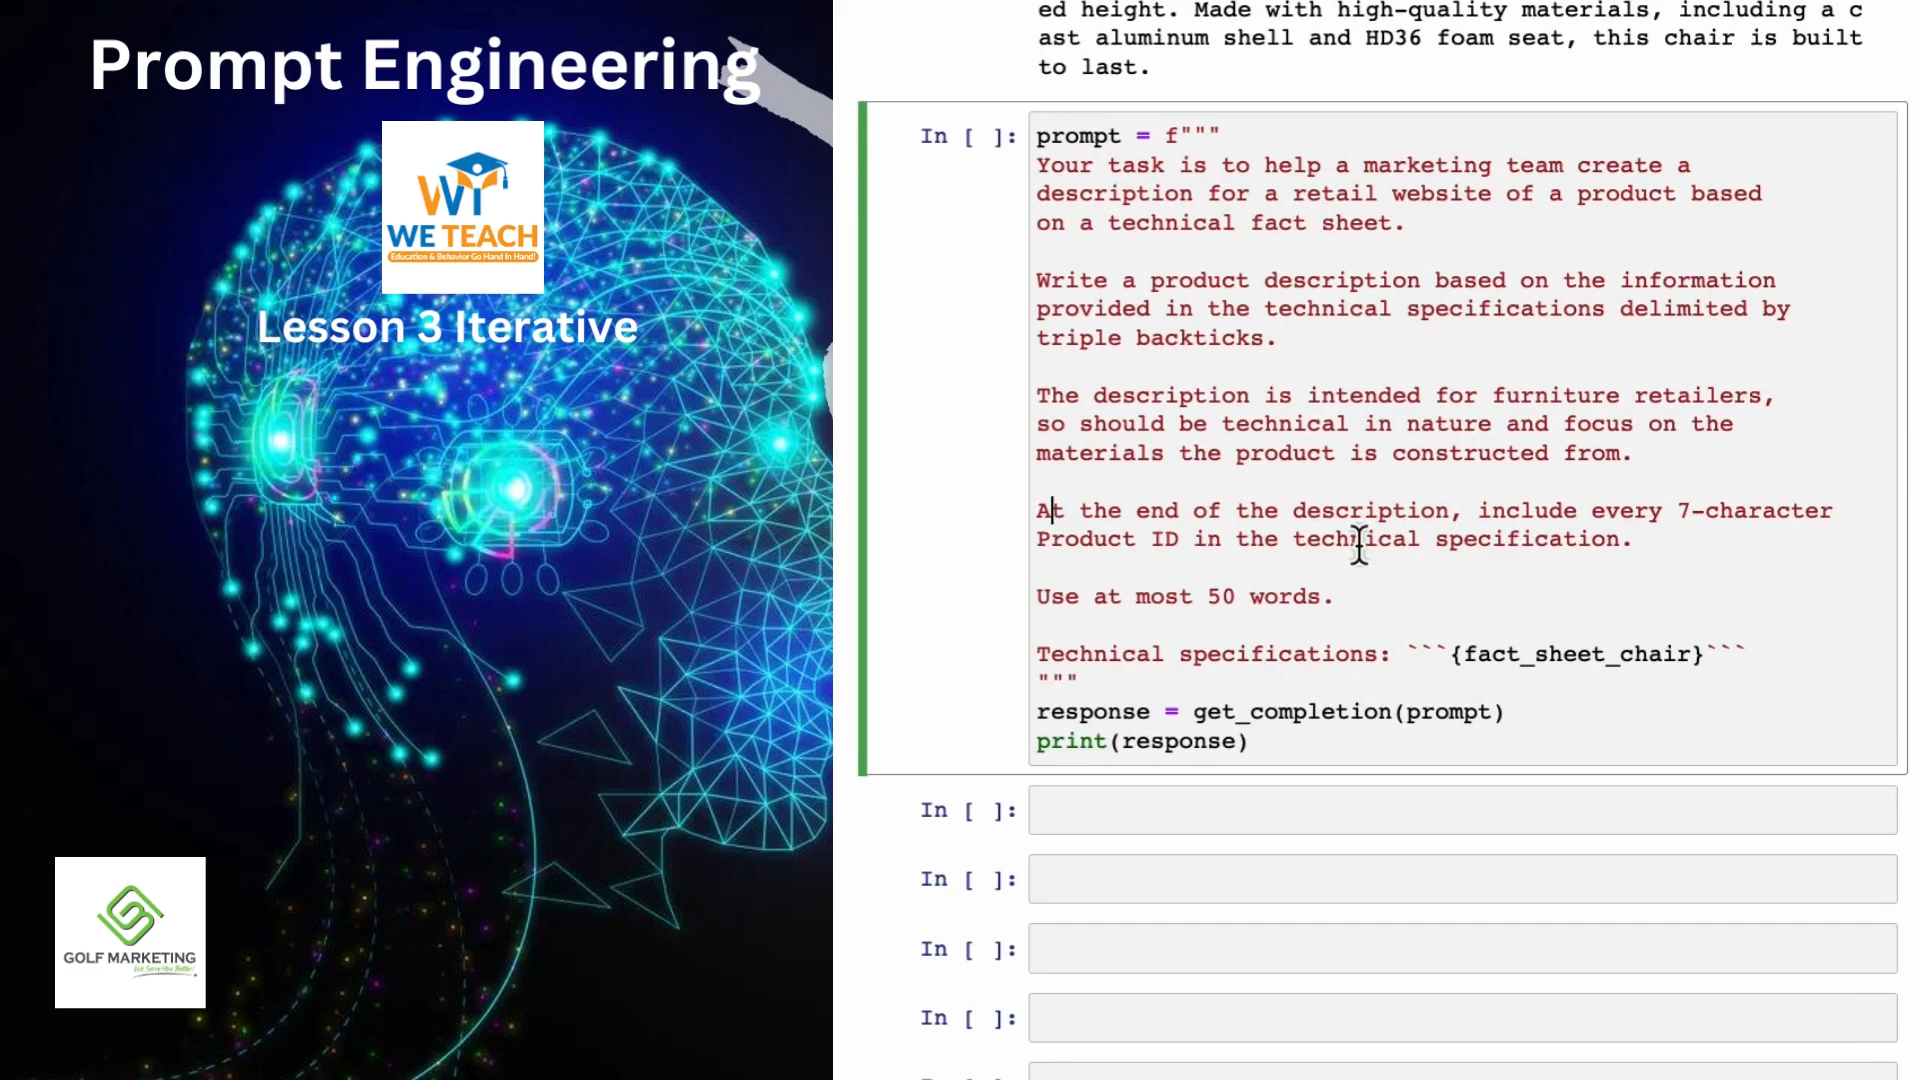 Prompt Engineering
WT
WE TEACH
Education & Behavior Go Hand In Hand!
Lesson 3 Iterative
GOLF MARKETING
We Serve You Better!
ed height. Made with high-quality materials, including a c
ast aluminum shell and HD36 foam seat, this chair is built
to last.
In [ ]:
prompt = f"""
Your task is to help a marketing team create a
description for a retail website of a product based
on a technical fact sheet.
Write a product description based on the information
provided in the technical specifications delimited by
triple backticks.
The description is intended for furniture retailers,
so should be technical in nature and focus on the
materials the product is constructed from.
At the end of the description, include every 7-character
Product ID in the technical specification.
Use at most 50 words.
Technical specifications: ```{fact_sheet_chair}```
"""
response = get_completion(prompt)
print(response)
In [ ]:
In [ ]:
In [ ]:
In [ ]: